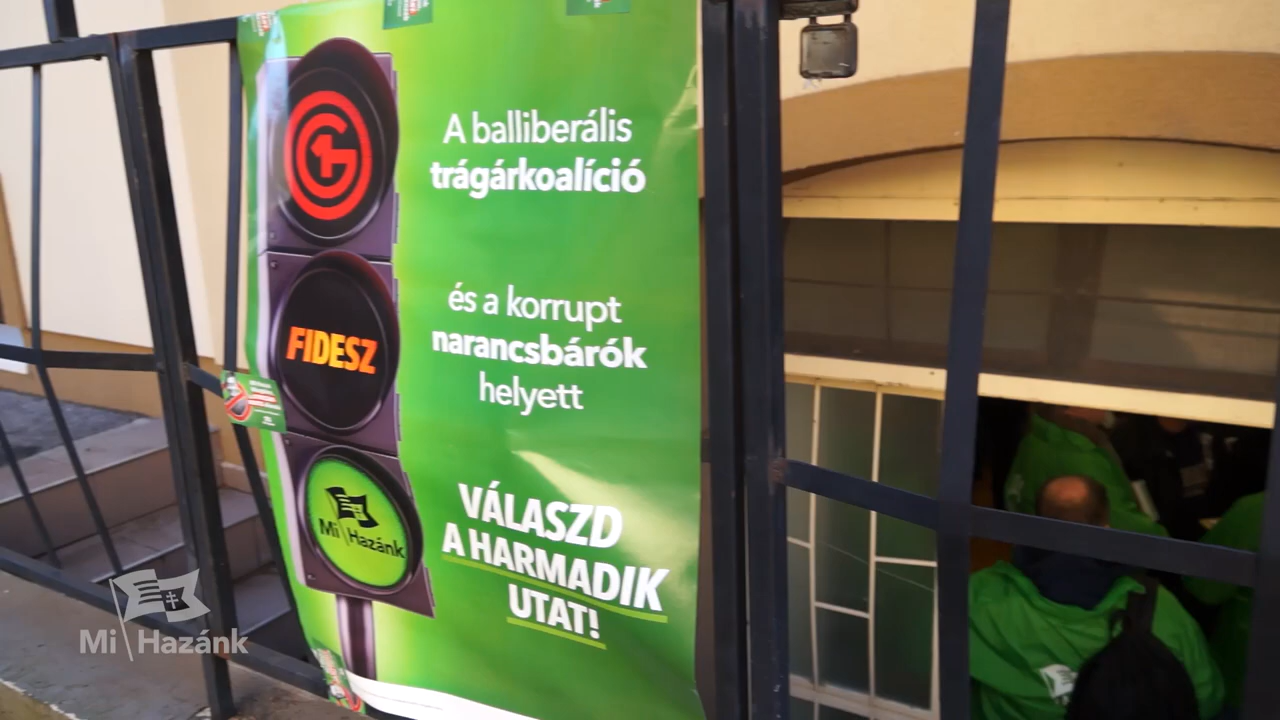 A balliberális
trágárkoalíció
FIDESZ
és a korrupt
narancsbárók
helyett
Mi Hazánk
VÁLASZD
A HARMADIK
UTAT!
Mi Hazánk